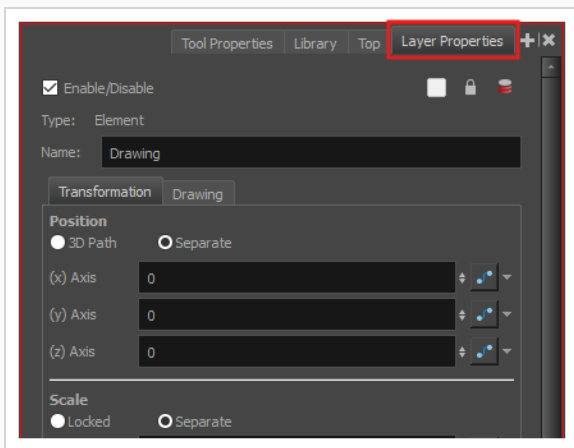 Tool Properties Library Top Layer Properties
Enable/Disable
Type: Element
Name: Drawing
Transformation Drawing
Position
3D Path Separate
(x) Axis 0
(y) Axis 0
(z) Axis 0
Scale
Locked Separate